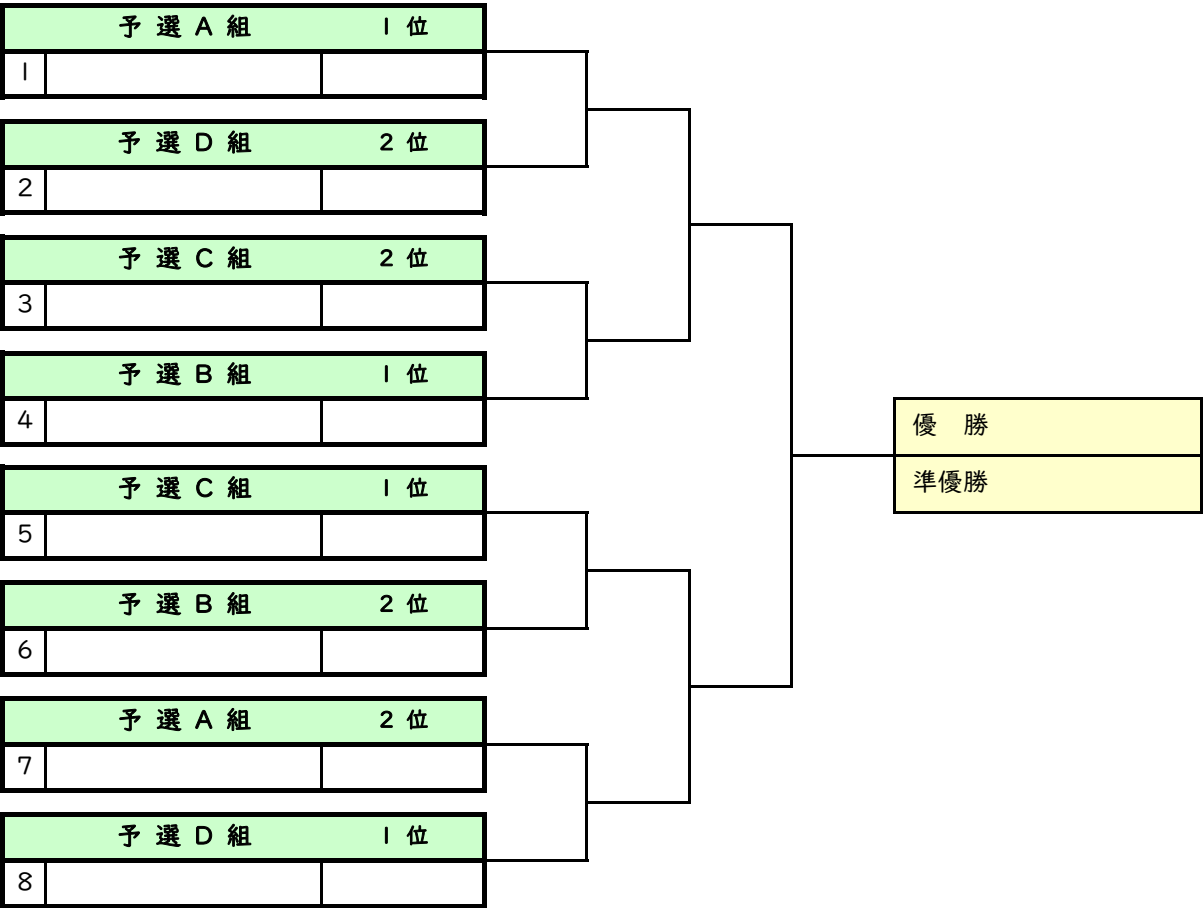 予 選 A 組 1 位
1
予 選 D 組 2 位
2
予 選 C 組 2 位
3
予 選 B 組 1 位
4
予 選 C 組 1 位
5
予 選 B 組 2 位
6
予 選 A 組 2 位
7
予 選 D 組 1 位
8
優　勝
準優勝